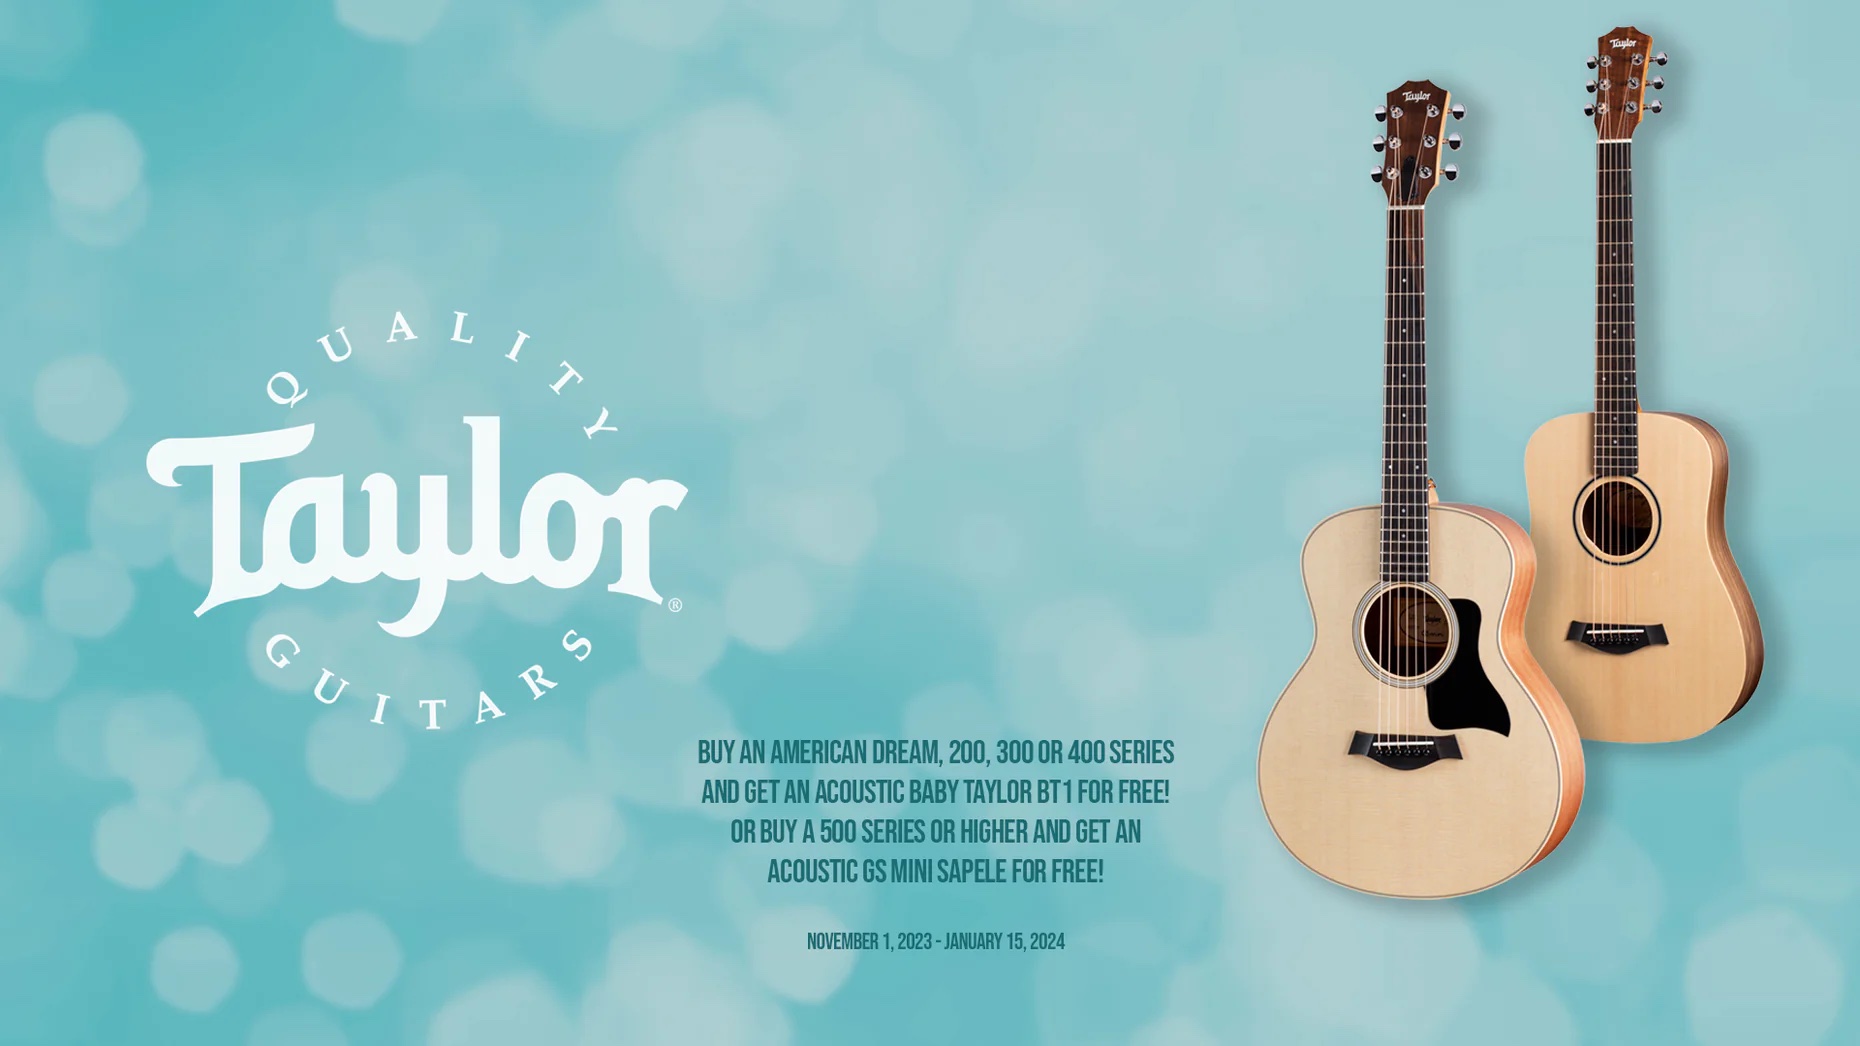 QUALITY
Taylor®
GUITARS
Taylor
Taylor
BUY AN AMERICAN DREAM, 200, 300 OR 400 SERIES
AND GET AN ACOUSTIC BABY TAYLOR BT1 FOR FREE!
OR BUY A 500 SERIES OR HIGHER AND GET AN
ACOUSTIC GS MINI SAPELE FOR FREE!
NOVEMBER 1, 2023 - JANUARY 15, 2024